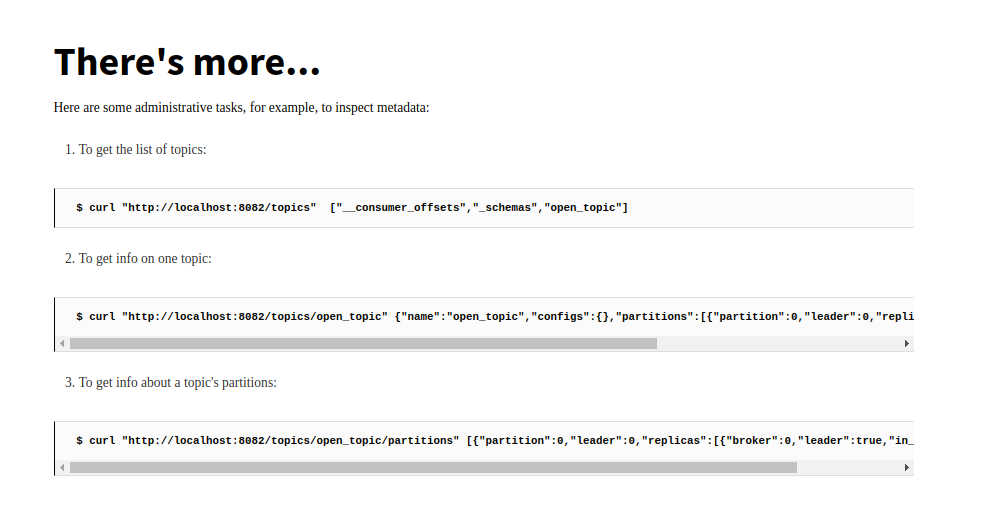 There's more...
Here are some administrative tasks, for example, to inspect metadata:
1. To get the list of topics:
$ curl "http://localhost:8082/topics"  ["__consumer_offsets","_schemas","open_topic"]
2. To get info on one topic:
$ curl "http://localhost:8082/topics/open_topic" {"name":"open_topic","configs":{},"partitions":[{"partition":0,"leader":0,"repli
3. To get info about a topic's partitions:
$ curl "http://localhost:8082/topics/open_topic/partitions" [{"partition":0,"leader":0,"replicas":[{"broker":0,"leader":true,"in_